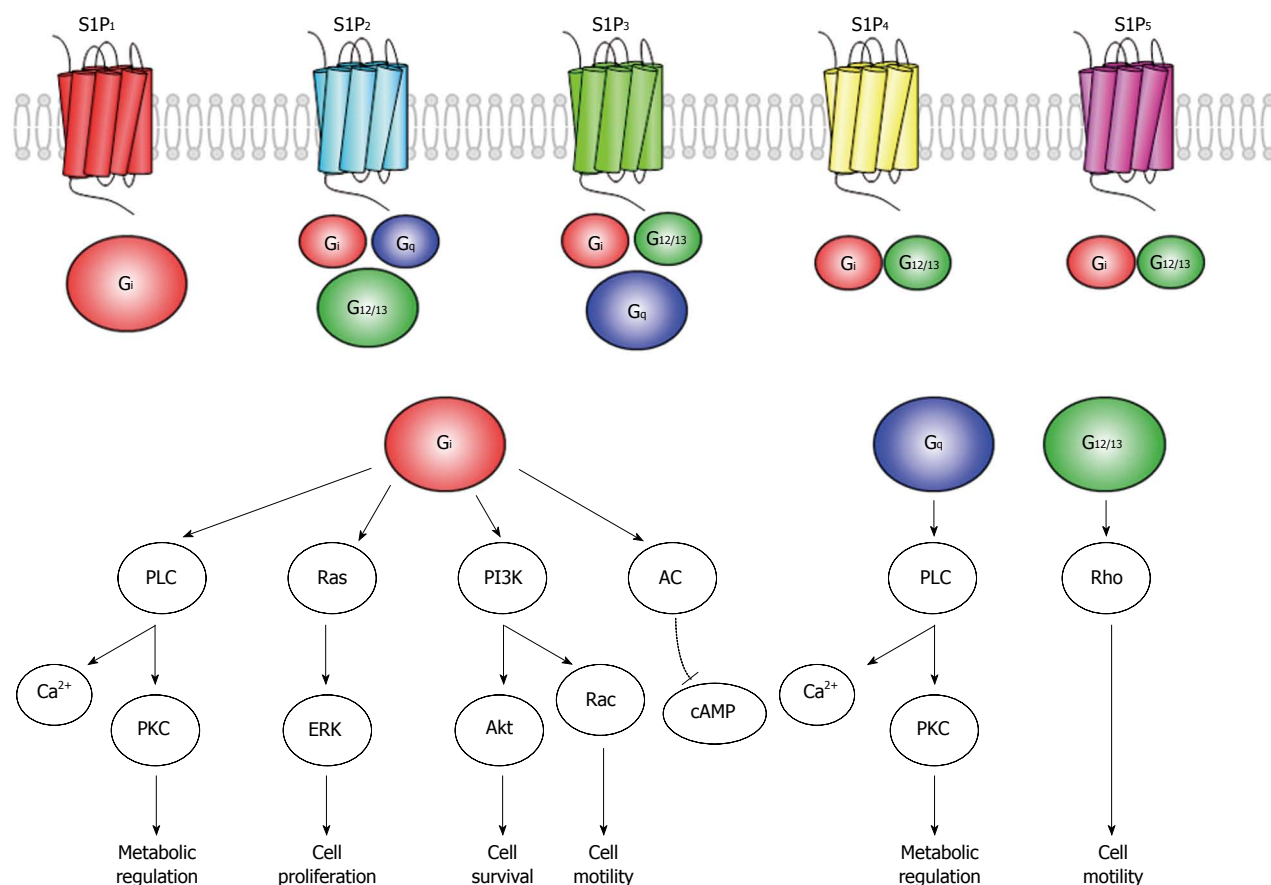 S1P1 S1P2 S1P3 S1P4 S1P5
Gi Gq Gi G12/13
Gi G12/13 Gi G12/13
Gi G12/13 Gq
Gi Gq G12/13
PLC Ras PI3K AC PLC Rho
Ca2+ Rac Ca2+
PKC ERK Akt cAMP PKC
Metabolic Cell Cell Cell Metabolic Cell
regulation proliferation survival motility regulation motility